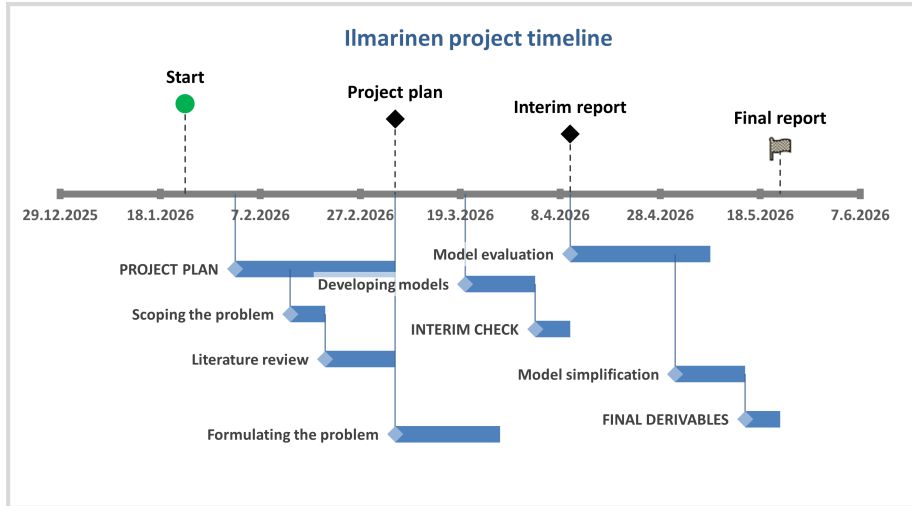 Ilmarinen project timeline
Start
Project plan
Interim report
Final report
29.12.2025
18.1.2026
7.2.2026
27.2.2026
19.3.2026
8.4.2026
28.4.2026
18.5.2026
7.6.2026
Model evaluation
PROJECT PLAN
Developing models
Scoping the problem
INTERIM CHECK
Literature review
Model simplification
FINAL DERIVABLES
Formulating the problem